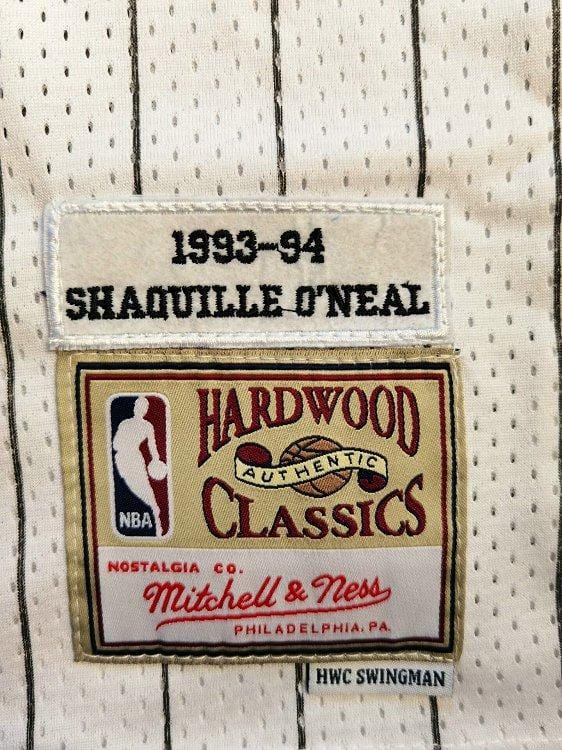 1993-94
SHAQUILLE O'NEAL
HARDWOOD
AUTHENTIC
CLASSICS
NBA
NOSTALGIA CO.
Mitchell & Ness
PHILADELPHIA, PA.
HWC SWINGMAN